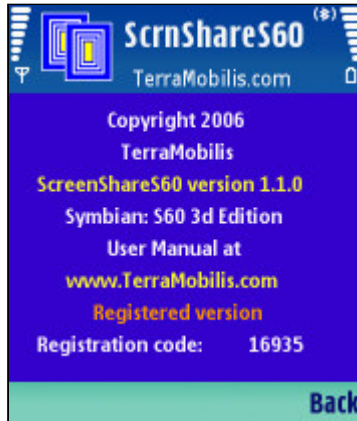 ScrnShareS60
TerraMobilis.com
Copyright 2006
TerraMobilis
ScreenShareS60 version 1.1.0
Symbian: S60 3d Edition
User Manual at
www.TerraMobilis.com
Registered version
Registration code: 16935
Back